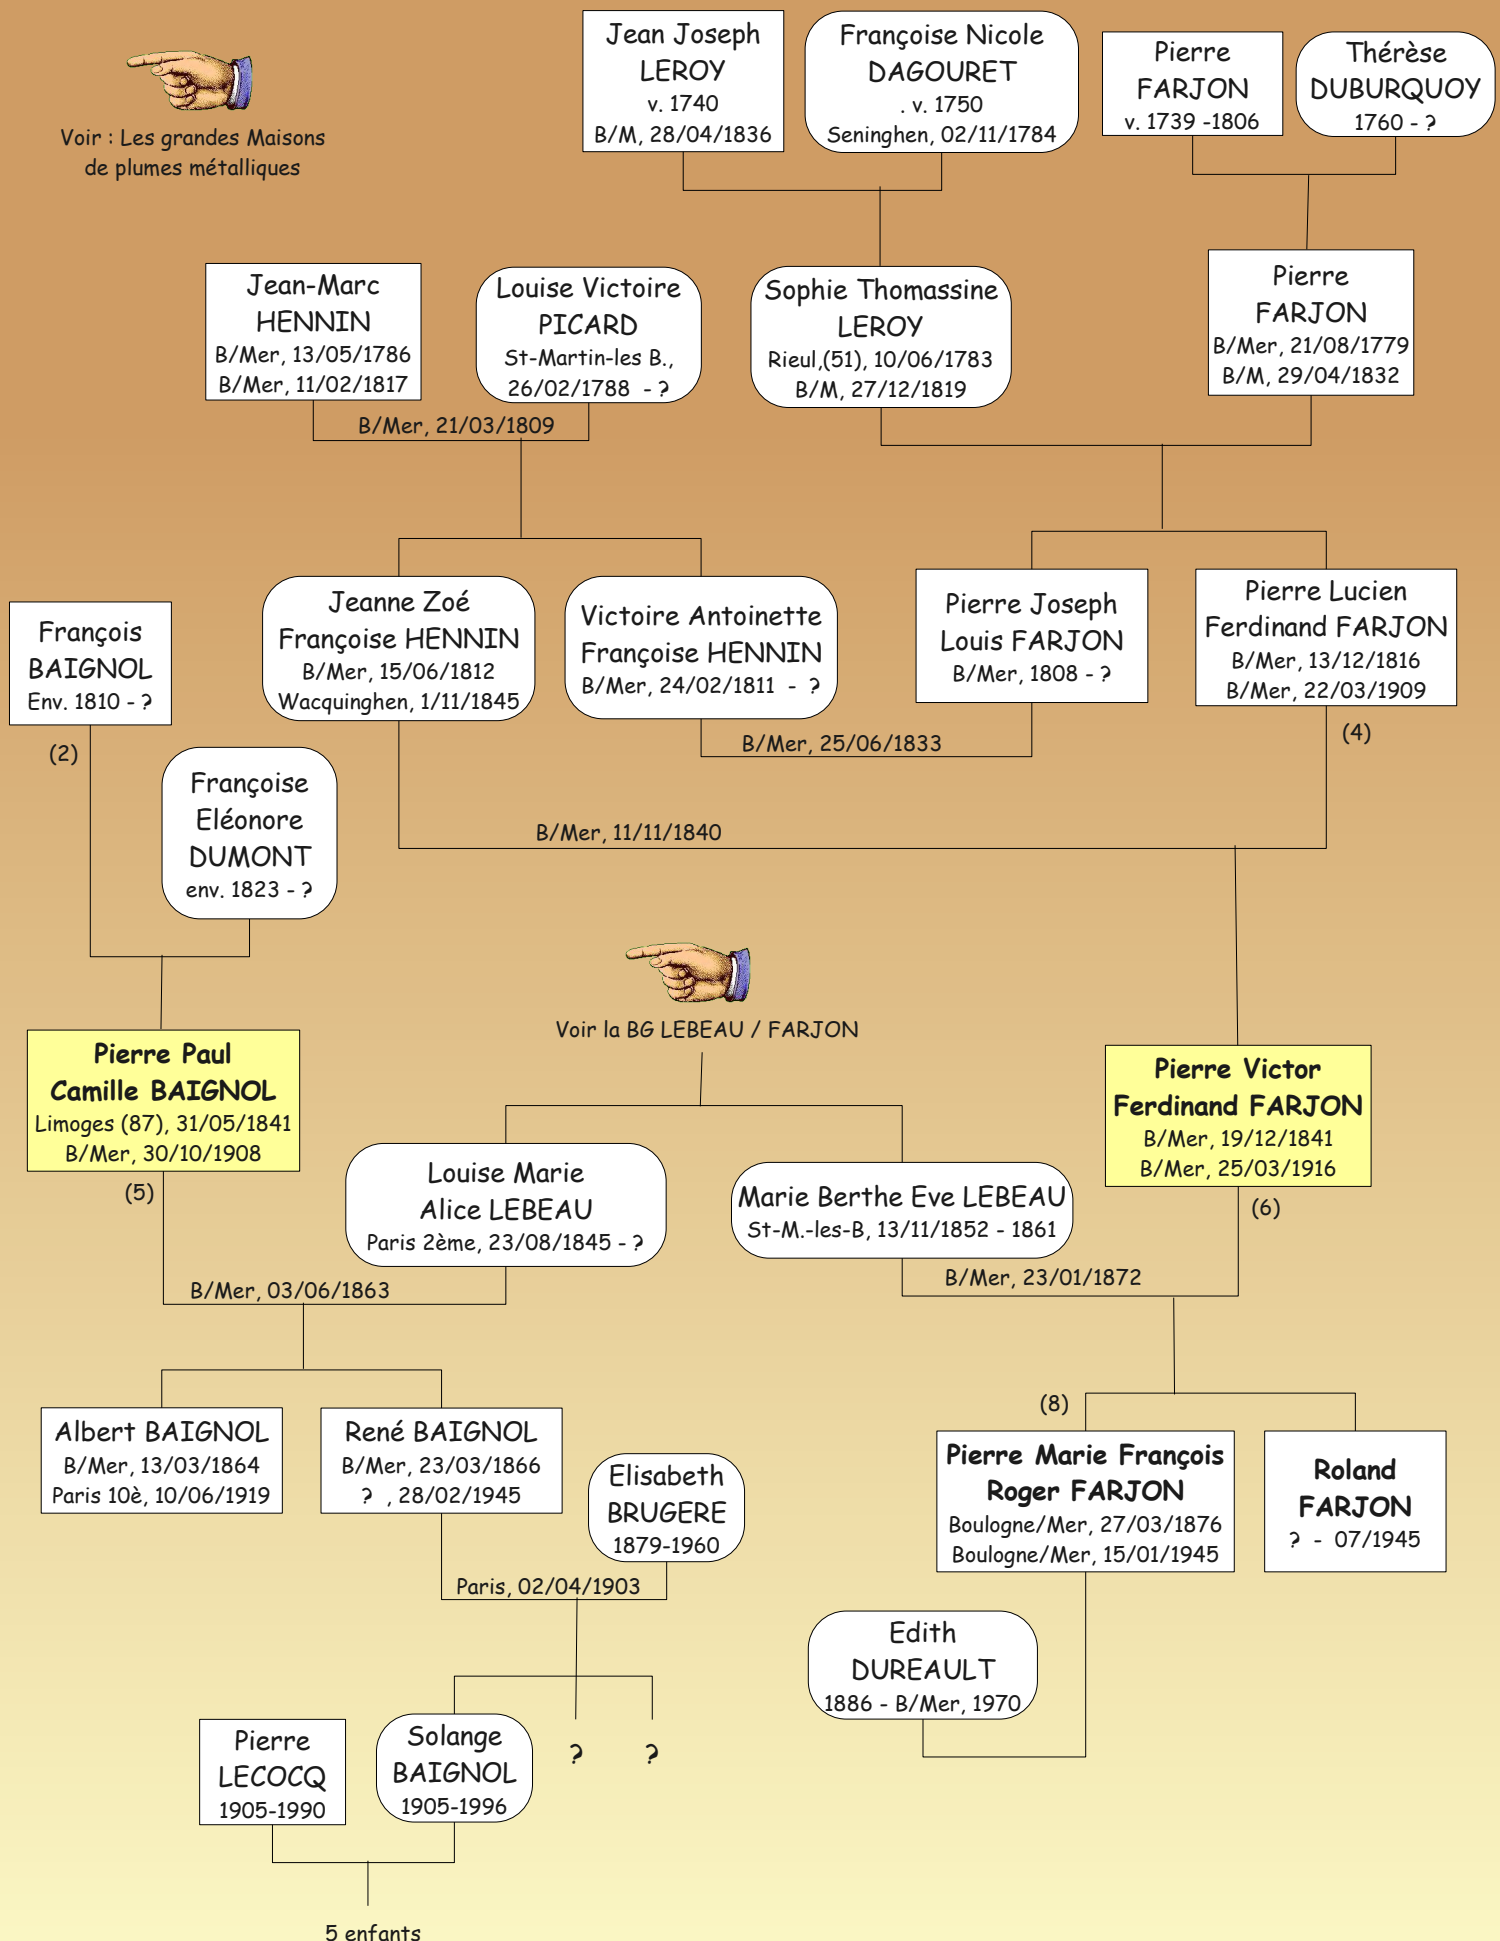 Jean Joseph
LEROY
v. 1740
B/M, 28/04/1836
Françoise Nicole
DAGOURET
. v. 1750
Seninghen, 02/11/1784
Pierre
FARJON
v. 1739 -1806
Thérèse
DUBURQUOY
1760 - ?
Voir : Les grandes Maisons
de plumes métalliques
Jean-Marc
HENNIN
B/Mer, 13/05/1786
B/Mer, 11/02/1817
Louise Victoire
PICARD
St-Martin-les B.,
26/02/1788 - ?
Sophie Thomassine
LEROY
Rieul,(51), 10/06/1783
B/M, 27/12/1819
Pierre
FARJON
B/Mer, 21/08/1779
B/M, 29/04/1832
B/Mer, 21/03/1809
François
BAIGNOL
Env. 1810 - ?
(2)
Jeanne Zoé
Françoise HENNIN
B/Mer, 15/06/1812
Wacquinghen, 1/11/1845
Victoire Antoinette
Françoise HENNIN
B/Mer, 24/02/1811 - ?
Pierre Joseph
Louis FARJON
B/Mer, 1808 - ?
Pierre Lucien
Ferdinand FARJON
B/Mer, 13/12/1816
B/Mer, 22/03/1909
(4)
B/Mer, 25/06/1833
Françoise
Eléonore
DUMONT
env. 1823 - ?
B/Mer, 11/11/1840
Voir la BG LEBEAU / FARJON
Pierre Paul
Camille BAIGNOL
Limoges (87), 31/05/1841
B/Mer, 30/10/1908
(5)
Louise Marie
Alice LEBEAU
Paris 2ème, 23/08/1845 - ?
Marie Berthe Eve LEBEAU
St-M.-les-B, 13/11/1852 - 1861
Pierre Victor
Ferdinand FARJON
B/Mer, 19/12/1841
B/Mer, 25/03/1916
(6)
B/Mer, 03/06/1863
B/Mer, 23/01/1872
Albert BAIGNOL
B/Mer, 13/03/1864
Paris 10è, 10/06/1919
René BAIGNOL
B/Mer, 23/03/1866
? , 28/02/1945
Elisabeth
BRUGERE
1879-1960
(8)
Pierre Marie François
Roger FARJON
Boulogne/Mer, 27/03/1876
Boulogne/Mer, 15/01/1945
Roland
FARJON
? - 07/1945
Paris, 02/04/1903
Edith
DUREAULT
1886 - B/Mer, 1970
Pierre
LECOCQ
1905-1990
Solange
BAIGNOL
1905-1996
?
?
5 enfants